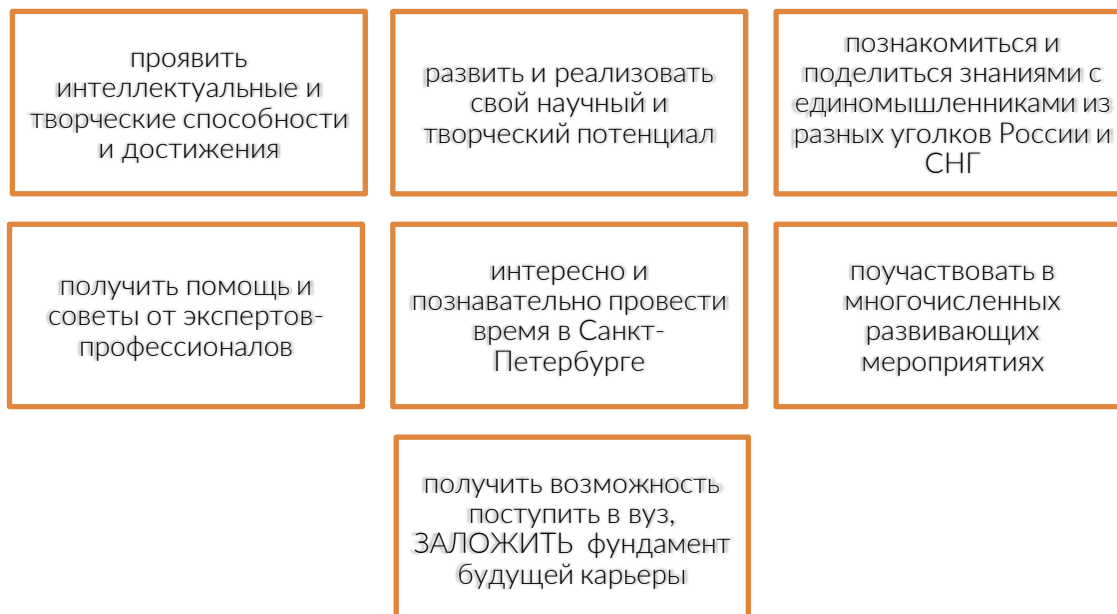 проявить
интеллектуальные и
творческие способности
и достижения
развить и реализовать
свой научный и
творческий потенциал
познакомиться и
поделиться знаниями с
единомышленниками из
разных уголков России и
СНГ
получить помощь и
советы от экспертов-
профессионалов
интересно и
познавательно провести
время в Санкт-
Петербурге
поучаствовать в
многочисленных
развивающих
мероприятиях
получить возможность
поступить в вуз,
ЗАЛОЖИТЬ фундамент
будущей карьеры